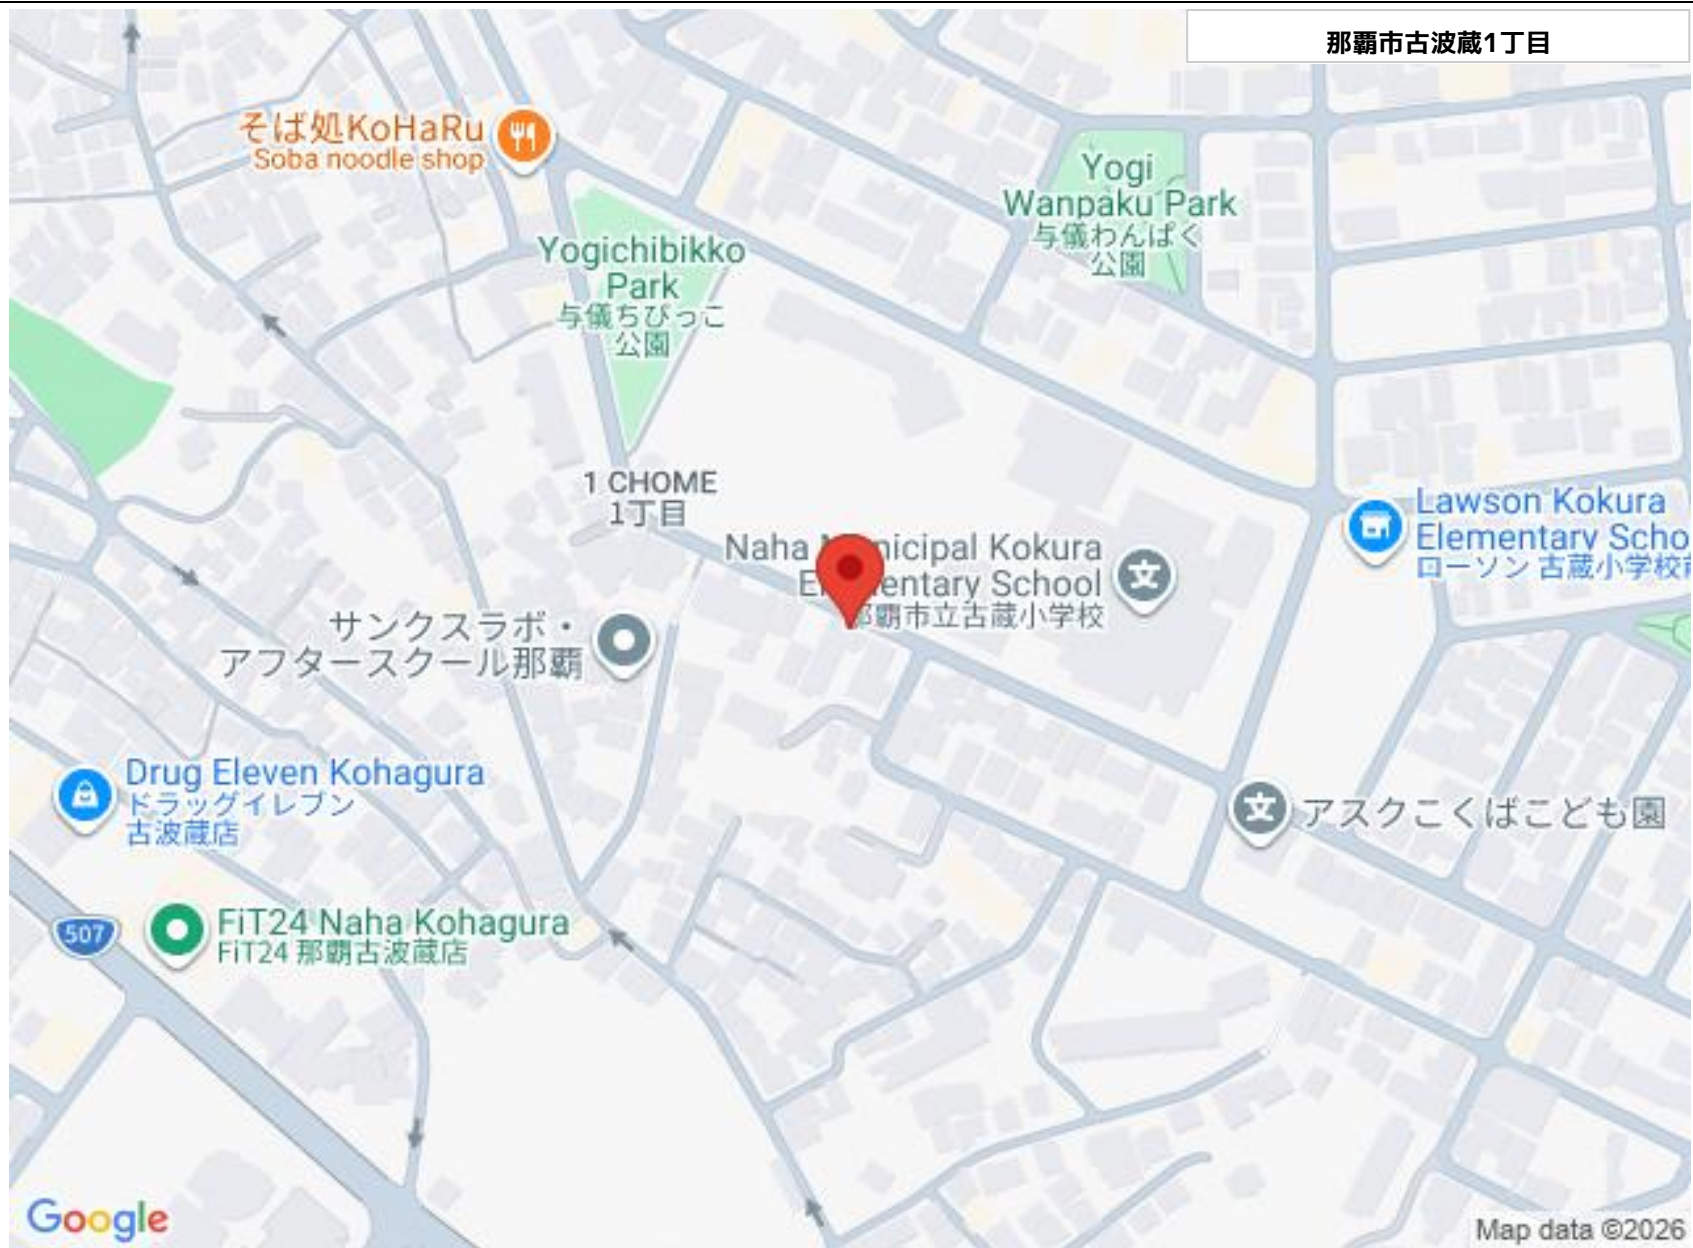 那覇市古波蔵1丁目
そば処KoHaRu
Soba noodle shop
Yogi
Wanpaku Park
与儀わんぱく
公園
Yogichibikko
Park
与儀ちびっこ
公園
1 CHOME
1丁目
Lawson Kokura
Elementary Scho
ローソン 古蔵小学校前
Naha Municipal Kokura
Elementary School
那覇市立古蔵小学校
サンクスラボ・
アフタースクール那覇
Drug Eleven Kohagura
ドラッグイレブン
古波蔵店
アスクこくばこども園
507
FiT24 Naha Kohagura
FiT24 那覇古波蔵店
Google
Map data ©2026